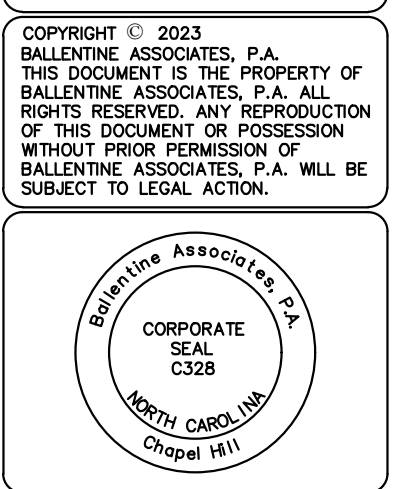 COPYRIGHT © 2023
BALLENTINE ASSOCIATES, P.A.
THIS DOCUMENT IS THE PROPERTY OF
BALLENTINE ASSOCIATES, P.A. ALL
RIGHTS RESERVED. ANY REPRODUCTION
OF THIS DOCUMENT OR POSSESSION
WITHOUT PRIOR PERMISSION OF
BALLENTINE ASSOCIATES, P.A. WILL BE
SUBJECT TO LEGAL ACTION.
Ballentine Associates, P.A.
CORPORATE
SEAL
C328
NORTH CAROLINA
Chapel Hill